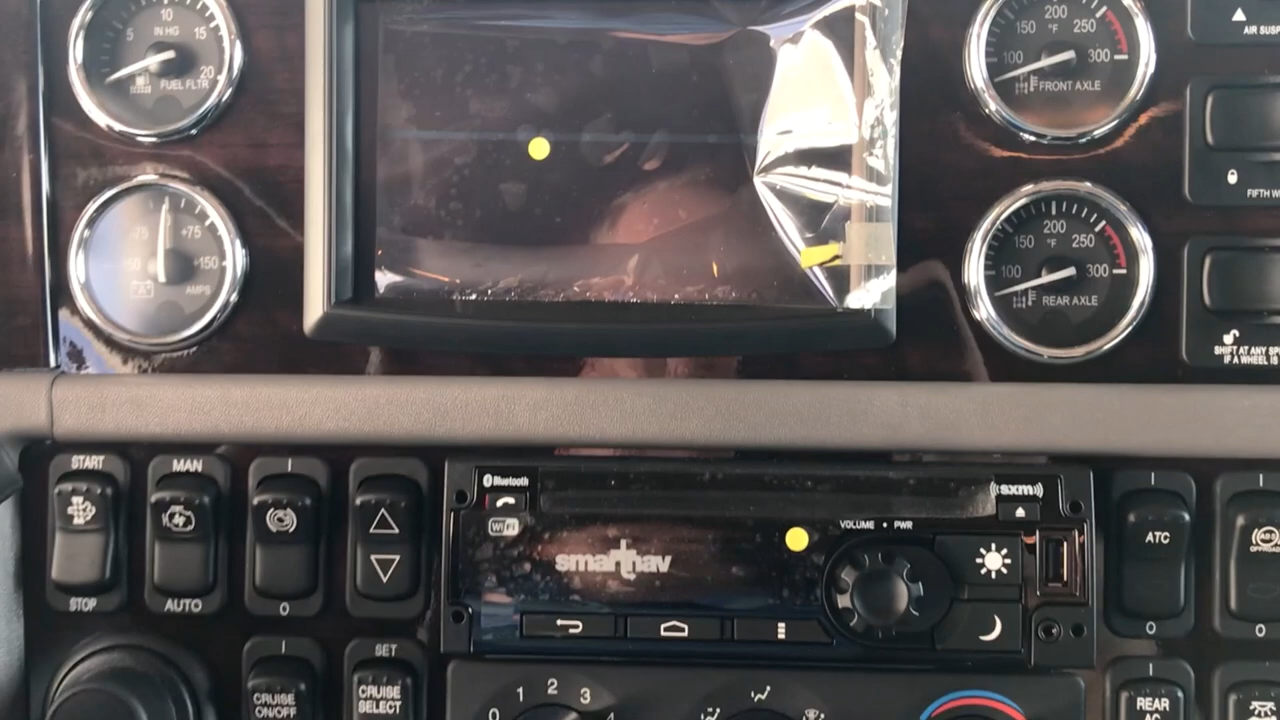 10
5 15
IN HG
20
FUEL FLTR
0
-75 +75
+150
AMPS
200
150 250
°F
100 300
FRONT AXLE
200
150 250
°F
100 300
REAR AXLE
AIR SUSP
FIFTH W
SHIFT AT ANY SP
IF A WHEEL IS
START
STOP
MAN
AUTO
I
0
Bluetooth
WiFi
smartnav
((sxm))
VOLUME • PWR
I
ATC
O
I
ABS
OFFROAD
O
I
CRUISE
ON/OFF
SET
CRUISE
SELECT
0 1 2 3 4
I
REAR